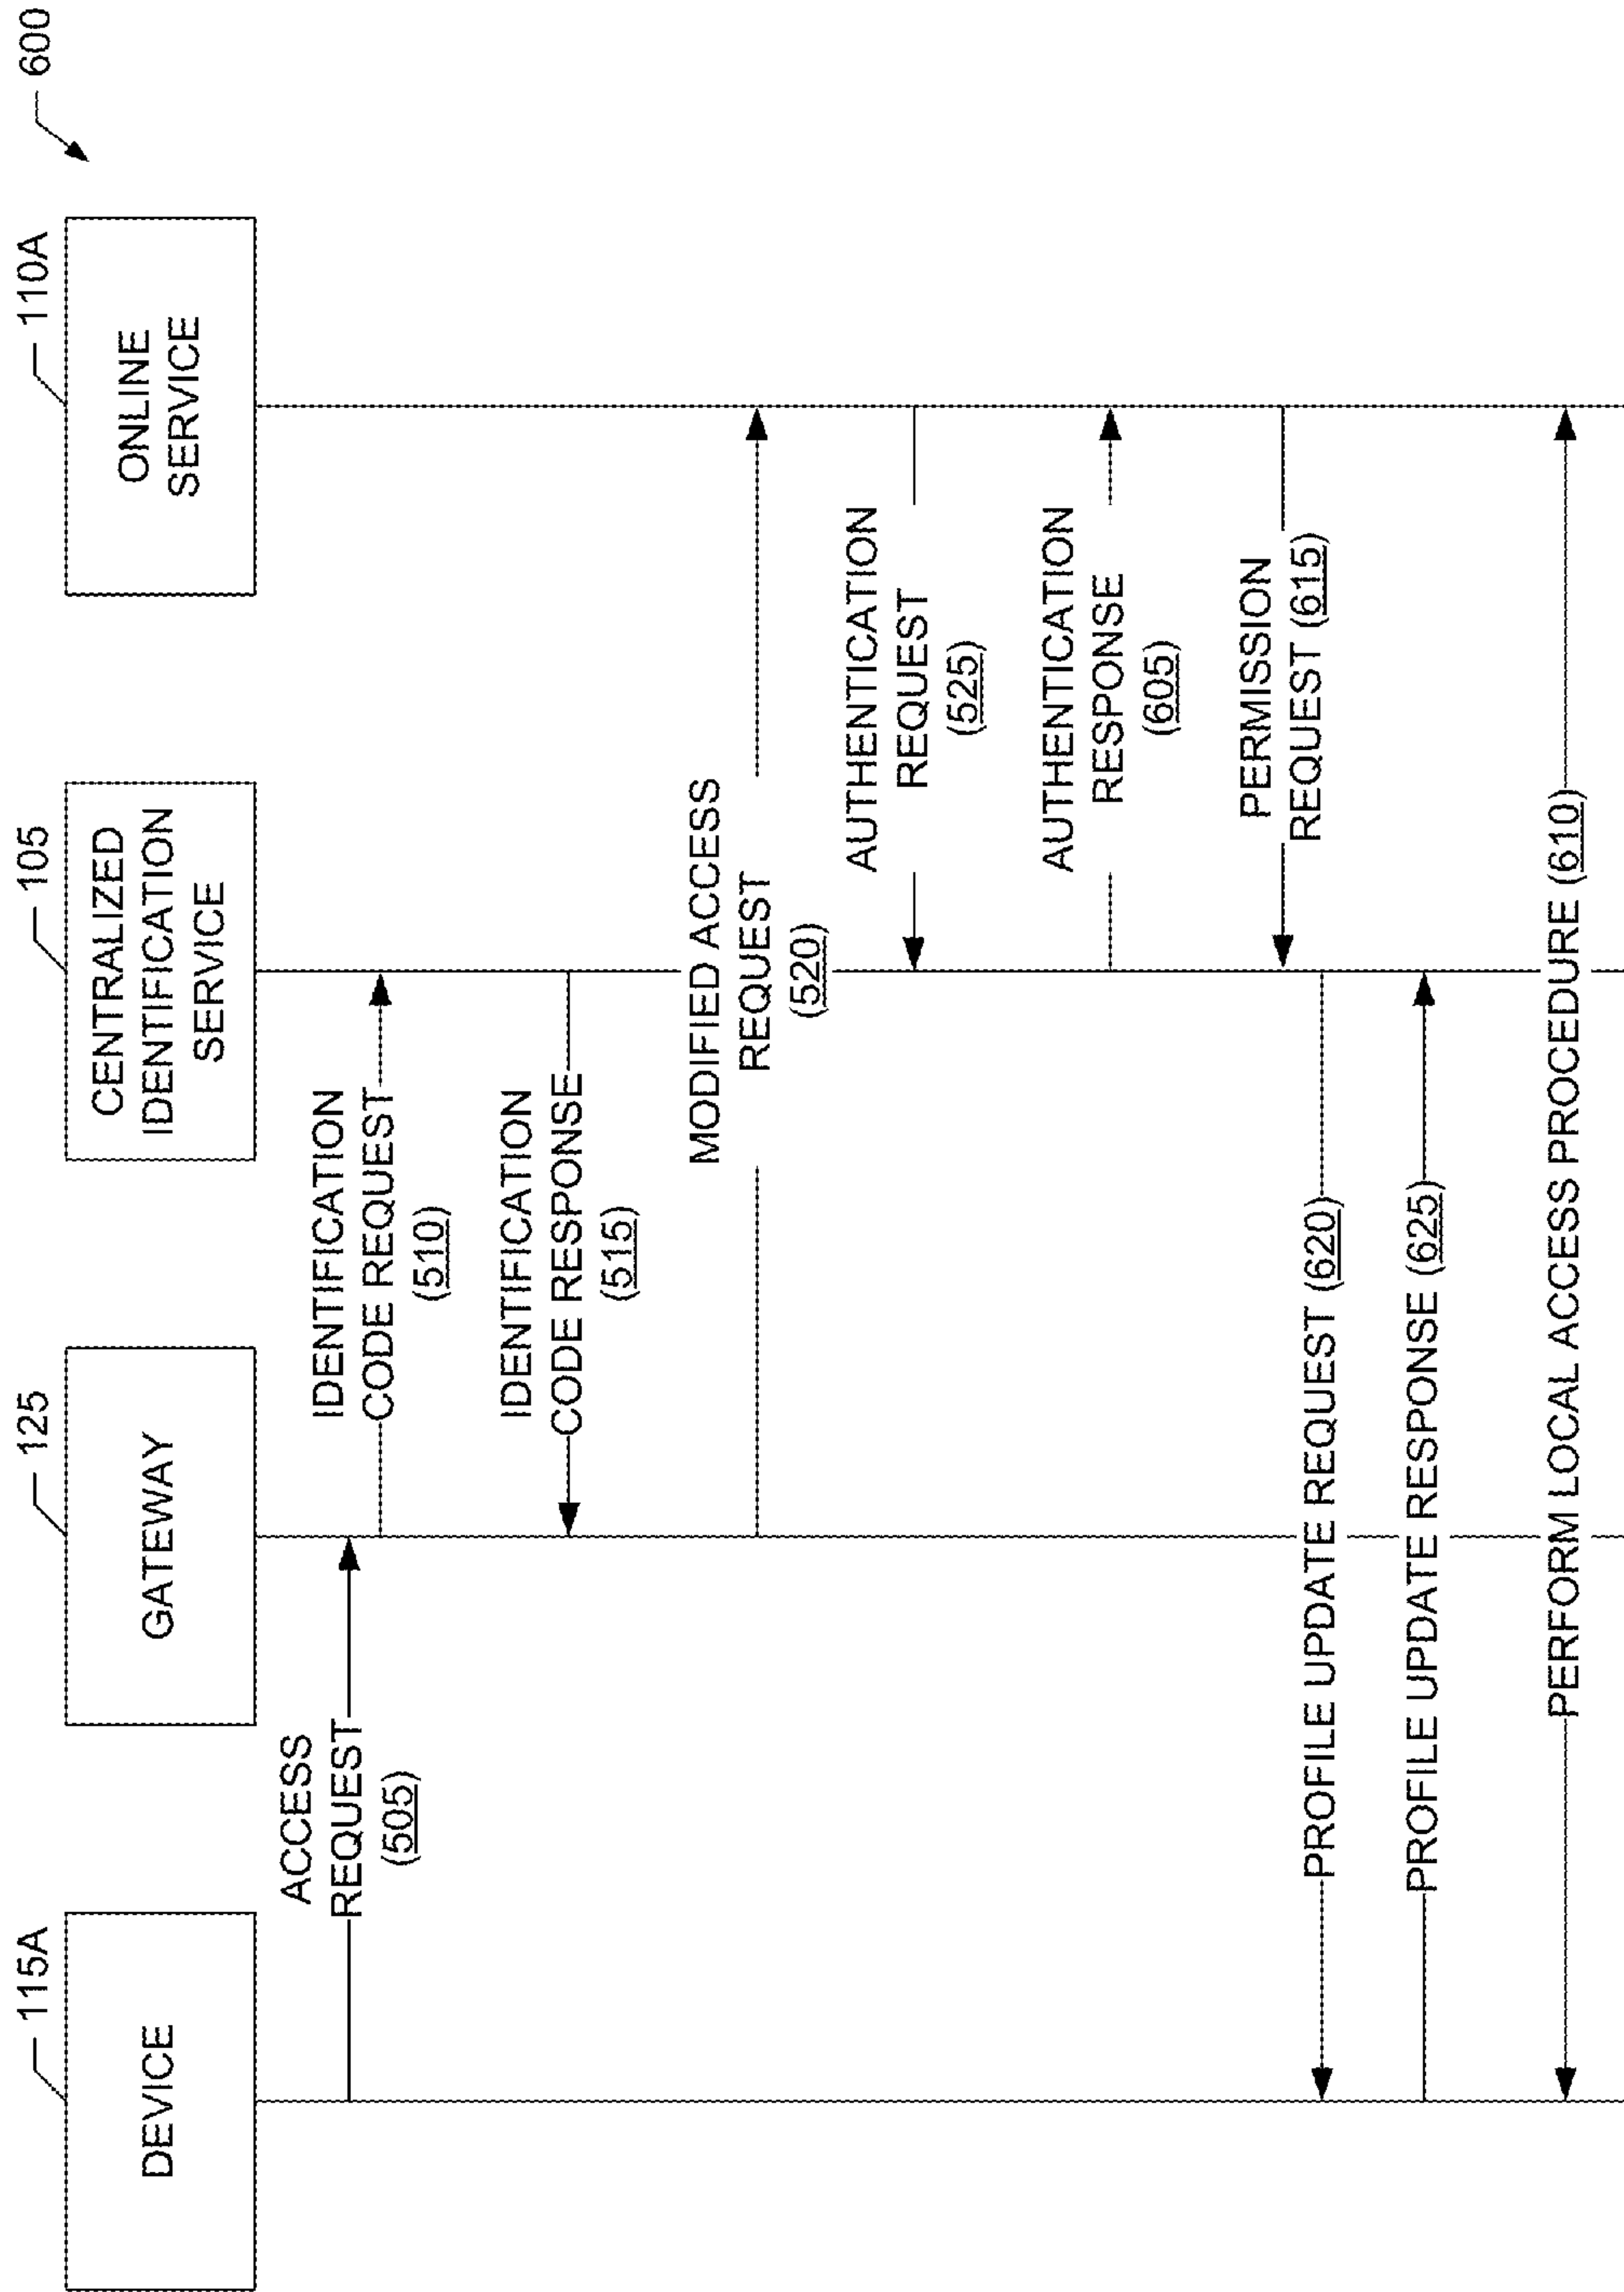 600
115A
125
105
110A
DEVICE
GATEWAY
CENTRALIZED
IDENTIFICATION
SERVICE
ONLINE
SERVICE
ACCESS
REQUEST
(505)
IDENTIFICATION
CODE REQUEST
(510)
IDENTIFICATION
CODE RESPONSE
(515)
MODIFIED ACCESS
REQUEST
(520)
AUTHENTICATION
REQUEST
(525)
AUTHENTICATION
RESPONSE
(605)
PERMISSION
REQUEST (615)
PROFILE UPDATE REQUEST (620)
PROFILE UPDATE RESPONSE (625)
PERFORM LOCAL ACCESS PROCEDURE (610)